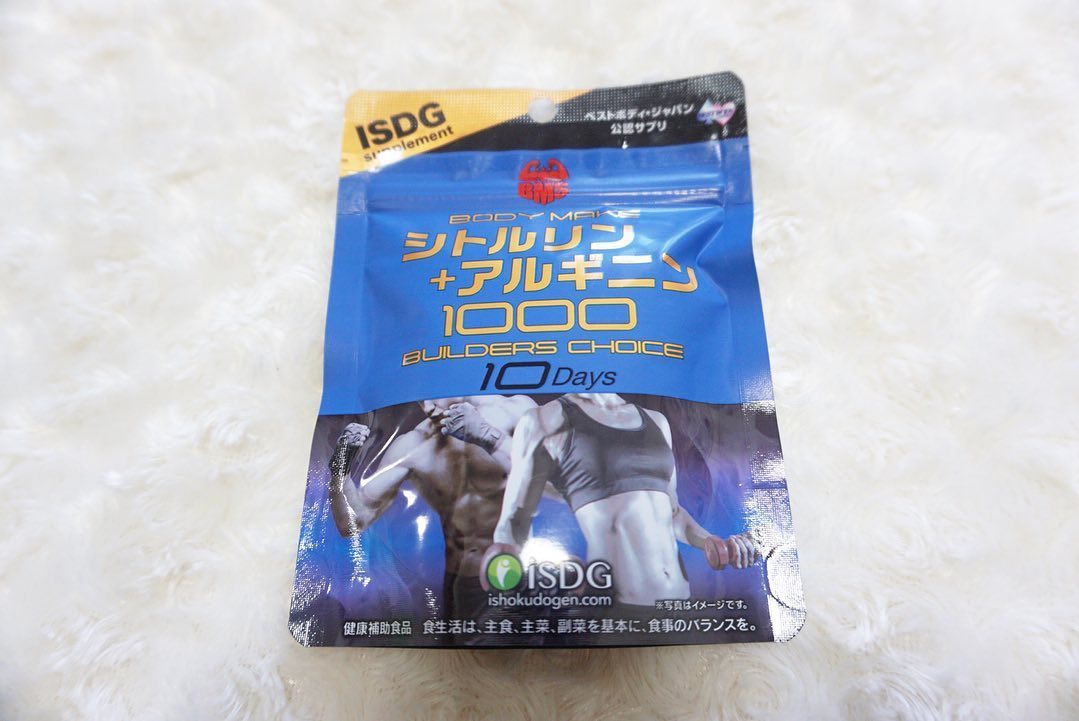 ISDG
supplement
ベストボディ・ジャパン
公認サプリ
BMS
BODY MAKE
シトルリン
+アルギニン
1000
BUILDERS CHOICE
10 Days
ISDG
ishokudogen.com
※写真はイメージです。
健康補助食品 食生活は、主食、主菜、副菜を基本に、食事のバランスを。